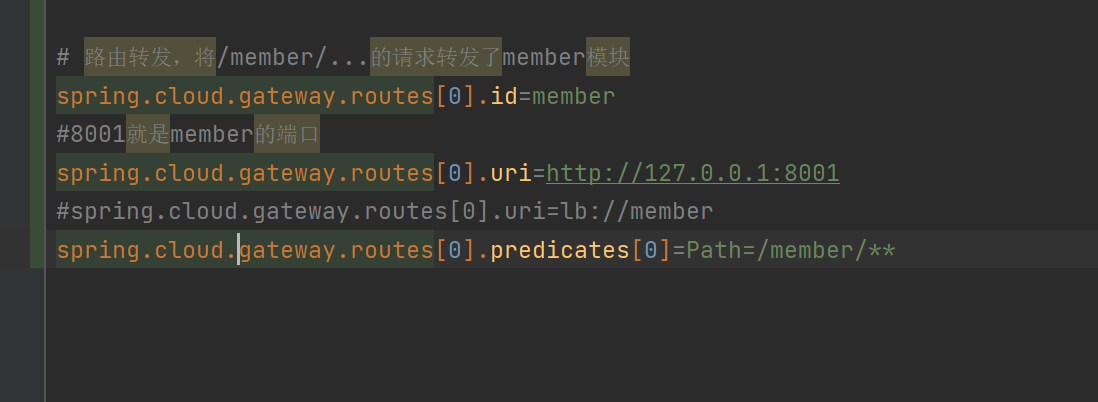 # 路由转发，将/member/...的请求转发了member模块
spring.cloud.gateway.routes[0].id=member
#8001就是member的端口
spring.cloud.gateway.routes[0].uri=http://127.0.0.1:8001
#spring.cloud.gateway.routes[0].uri=lb://member
spring.cloud.gateway.routes[0].predicates[0]=Path=/member/**